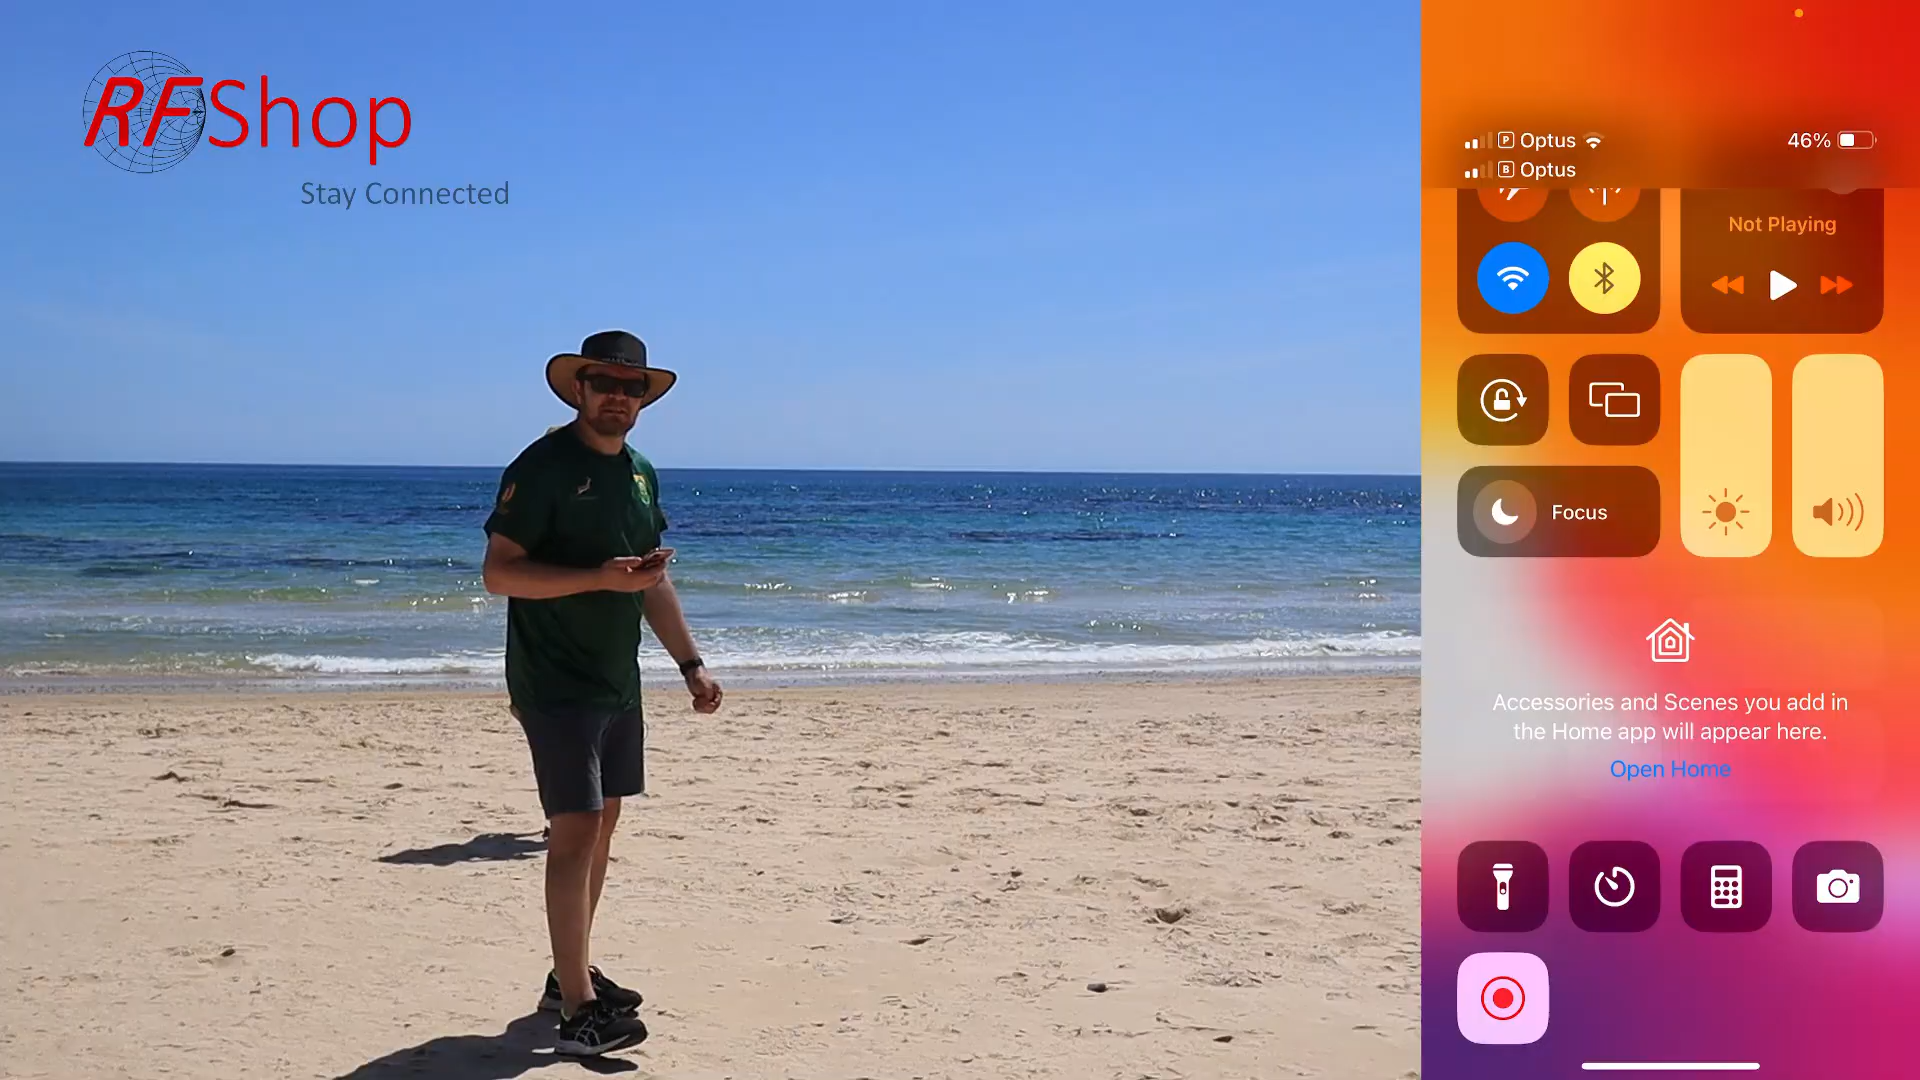 RFShop
Stay Connected
P Optus
46%
B Optus
Not Playing
Focus
Accessories and Scenes you add in
the Home app will appear here.
Open Home